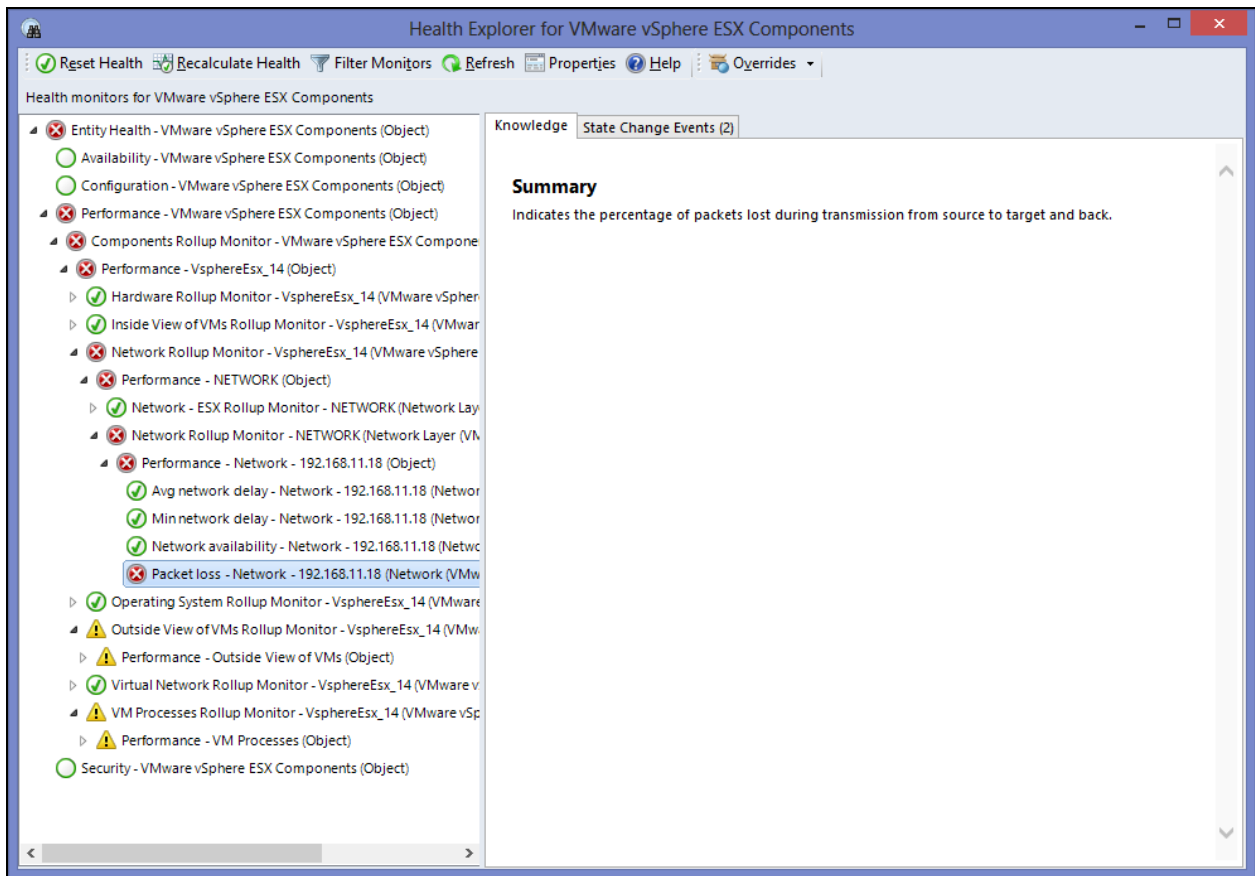 Health Explorer for VMware vSphere ESX Components
Reset Health Recalculate Health Filter Monitors Refresh Properties Help Overrides
Health monitors for VMware vSphere ESX Components
Entity Health - VMware vSphere ESX Components (Object)
Availability - VMware vSphere ESX Components (Object)
Configuration - VMware vSphere ESX Components (Object)
Performance - VMware vSphere ESX Components (Object)
Components Rollup Monitor - VMware vSphere ESX Compone
Performance - VsphereEsx_14 (Object)
Hardware Rollup Monitor - VsphereEsx_14 (VMware vSpher
Inside View of VMs Rollup Monitor - VsphereEsx_14 (VMwar
Network Rollup Monitor - VsphereEsx_14 (VMware vSphere
Performance - NETWORK (Object)
Network - ESX Rollup Monitor - NETWORK (Network Lay
Network Rollup Monitor - NETWORK (Network Layer (VM
Performance - Network - 192.168.11.18 (Object)
Avg network delay - Network - 192.168.11.18 (Networ
Min network delay - Network - 192.168.11.18 (Networ
Network availability - Network - 192.168.11.18 (Netwo
Packet loss - Network - 192.168.11.18 (Network (VMw
Operating System Rollup Monitor - VsphereEsx_14 (VMware
Outside View of VMs Rollup Monitor - VsphereEsx_14 (VMw
Performance - Outside View of VMs (Object)
Virtual Network Rollup Monitor - VsphereEsx_14 (VMware v
VM Processes Rollup Monitor - VsphereEsx_14 (VMware vSp
Performance - VM Processes (Object)
Security - VMware vSphere ESX Components (Object)
Knowledge State Change Events (2)
Summary
Indicates the percentage of packets lost during transmission from source to target and back.